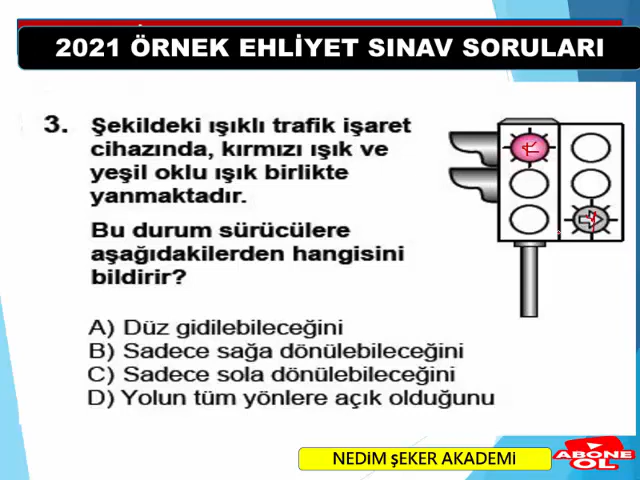 2021 ÖRNEK EHLİYET SINAV SORULARI
3. Şekildeki ışıklı trafik işaret
cihazında, kırmızı ışık ve
yeşil oklu ışık birlikte
yanmaktadır.
Bu durum sürücülere
aşağıdakilerden hangisini
bildirir?
A) Düz gidilebileceğini
B) Sadece sağa dönülebileceğini
C) Sadece sola dönülebileceğini
D) Yolun tüm yönlere açık olduğunu
NEDİM ŞEKER AKADEMİ
ABONE
OL